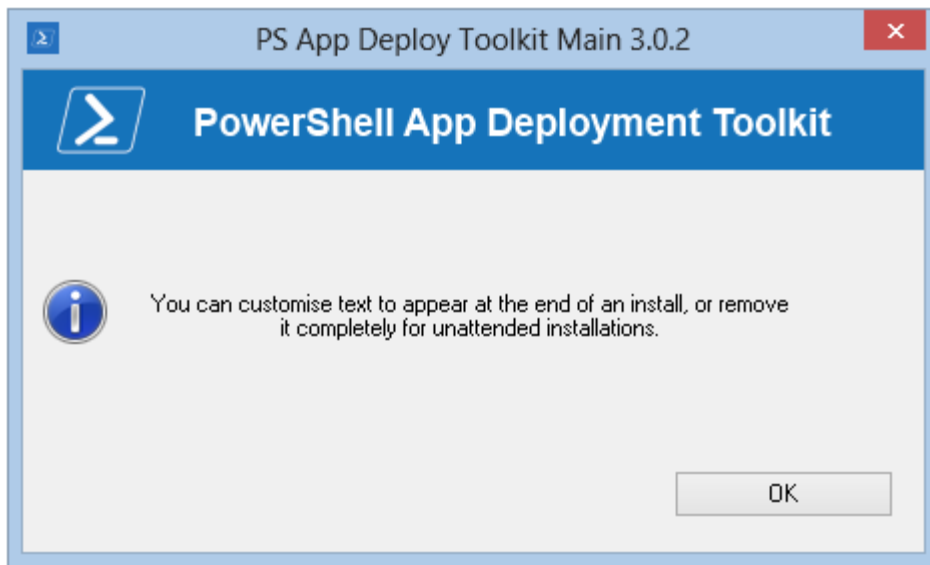 PS App Deploy Toolkit Main 3.0.2
PowerShell App Deployment Toolkit
You can customise text to appear at the end of an install, or remove
it completely for unattended installations.
OK